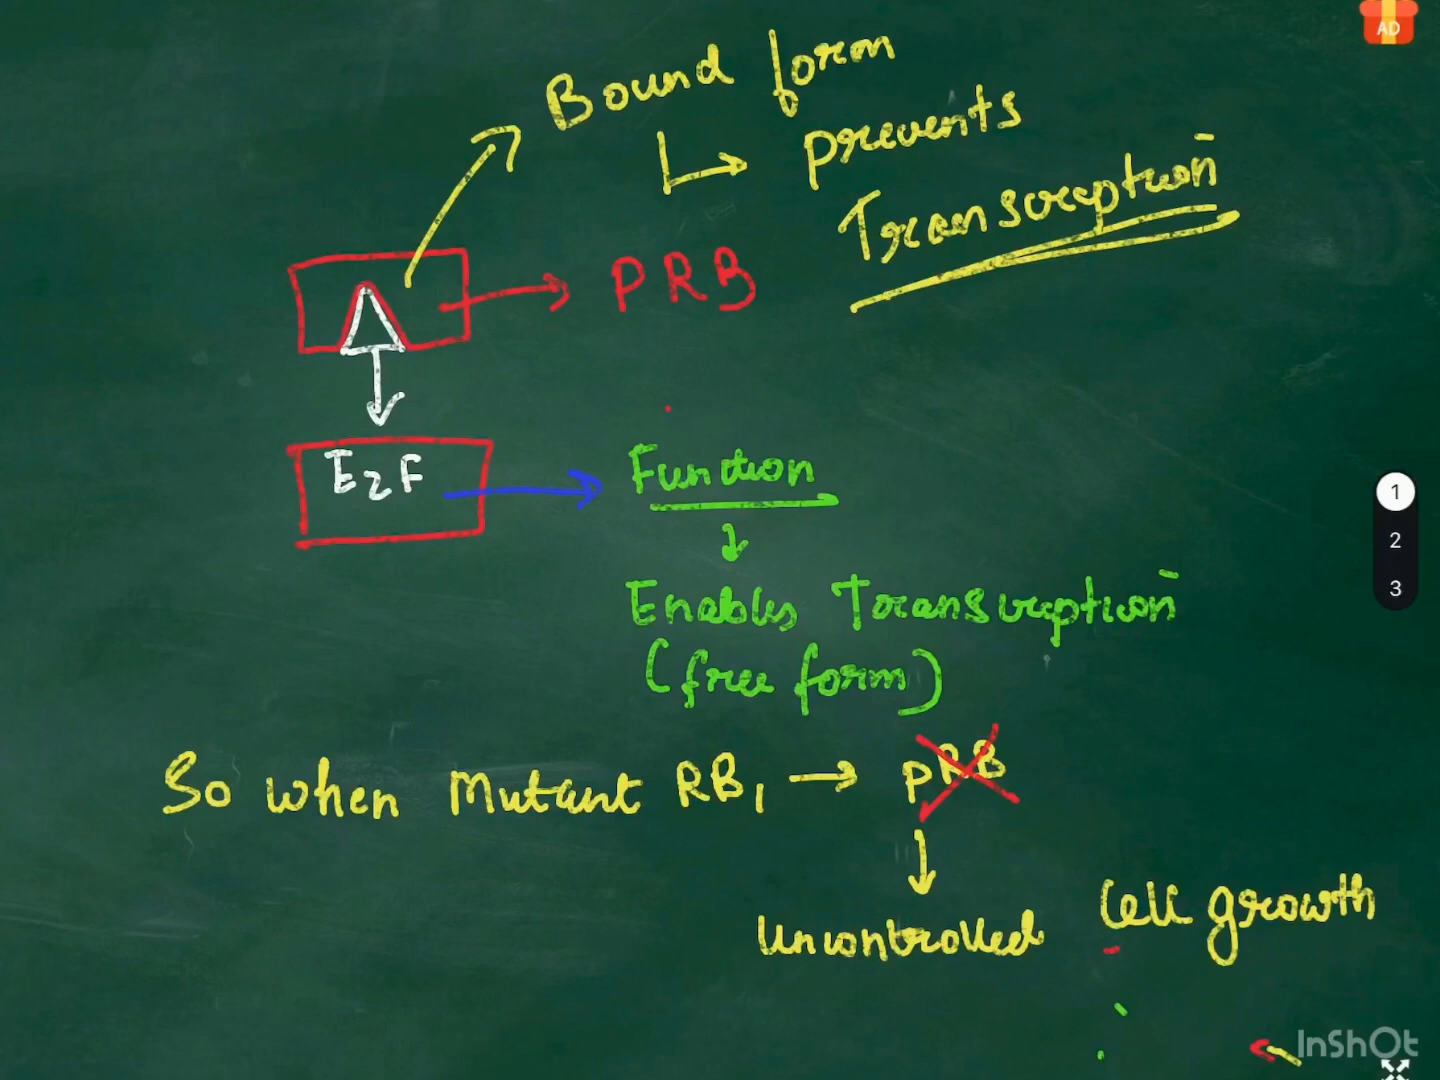 Bound form
prevents
Transcription
PRB
E2F
Function
Enables Transcription
(free form)
So when Mutant RB1 → pRB
Uncontrolled Cell growth
AD
1
2
3
InShOt